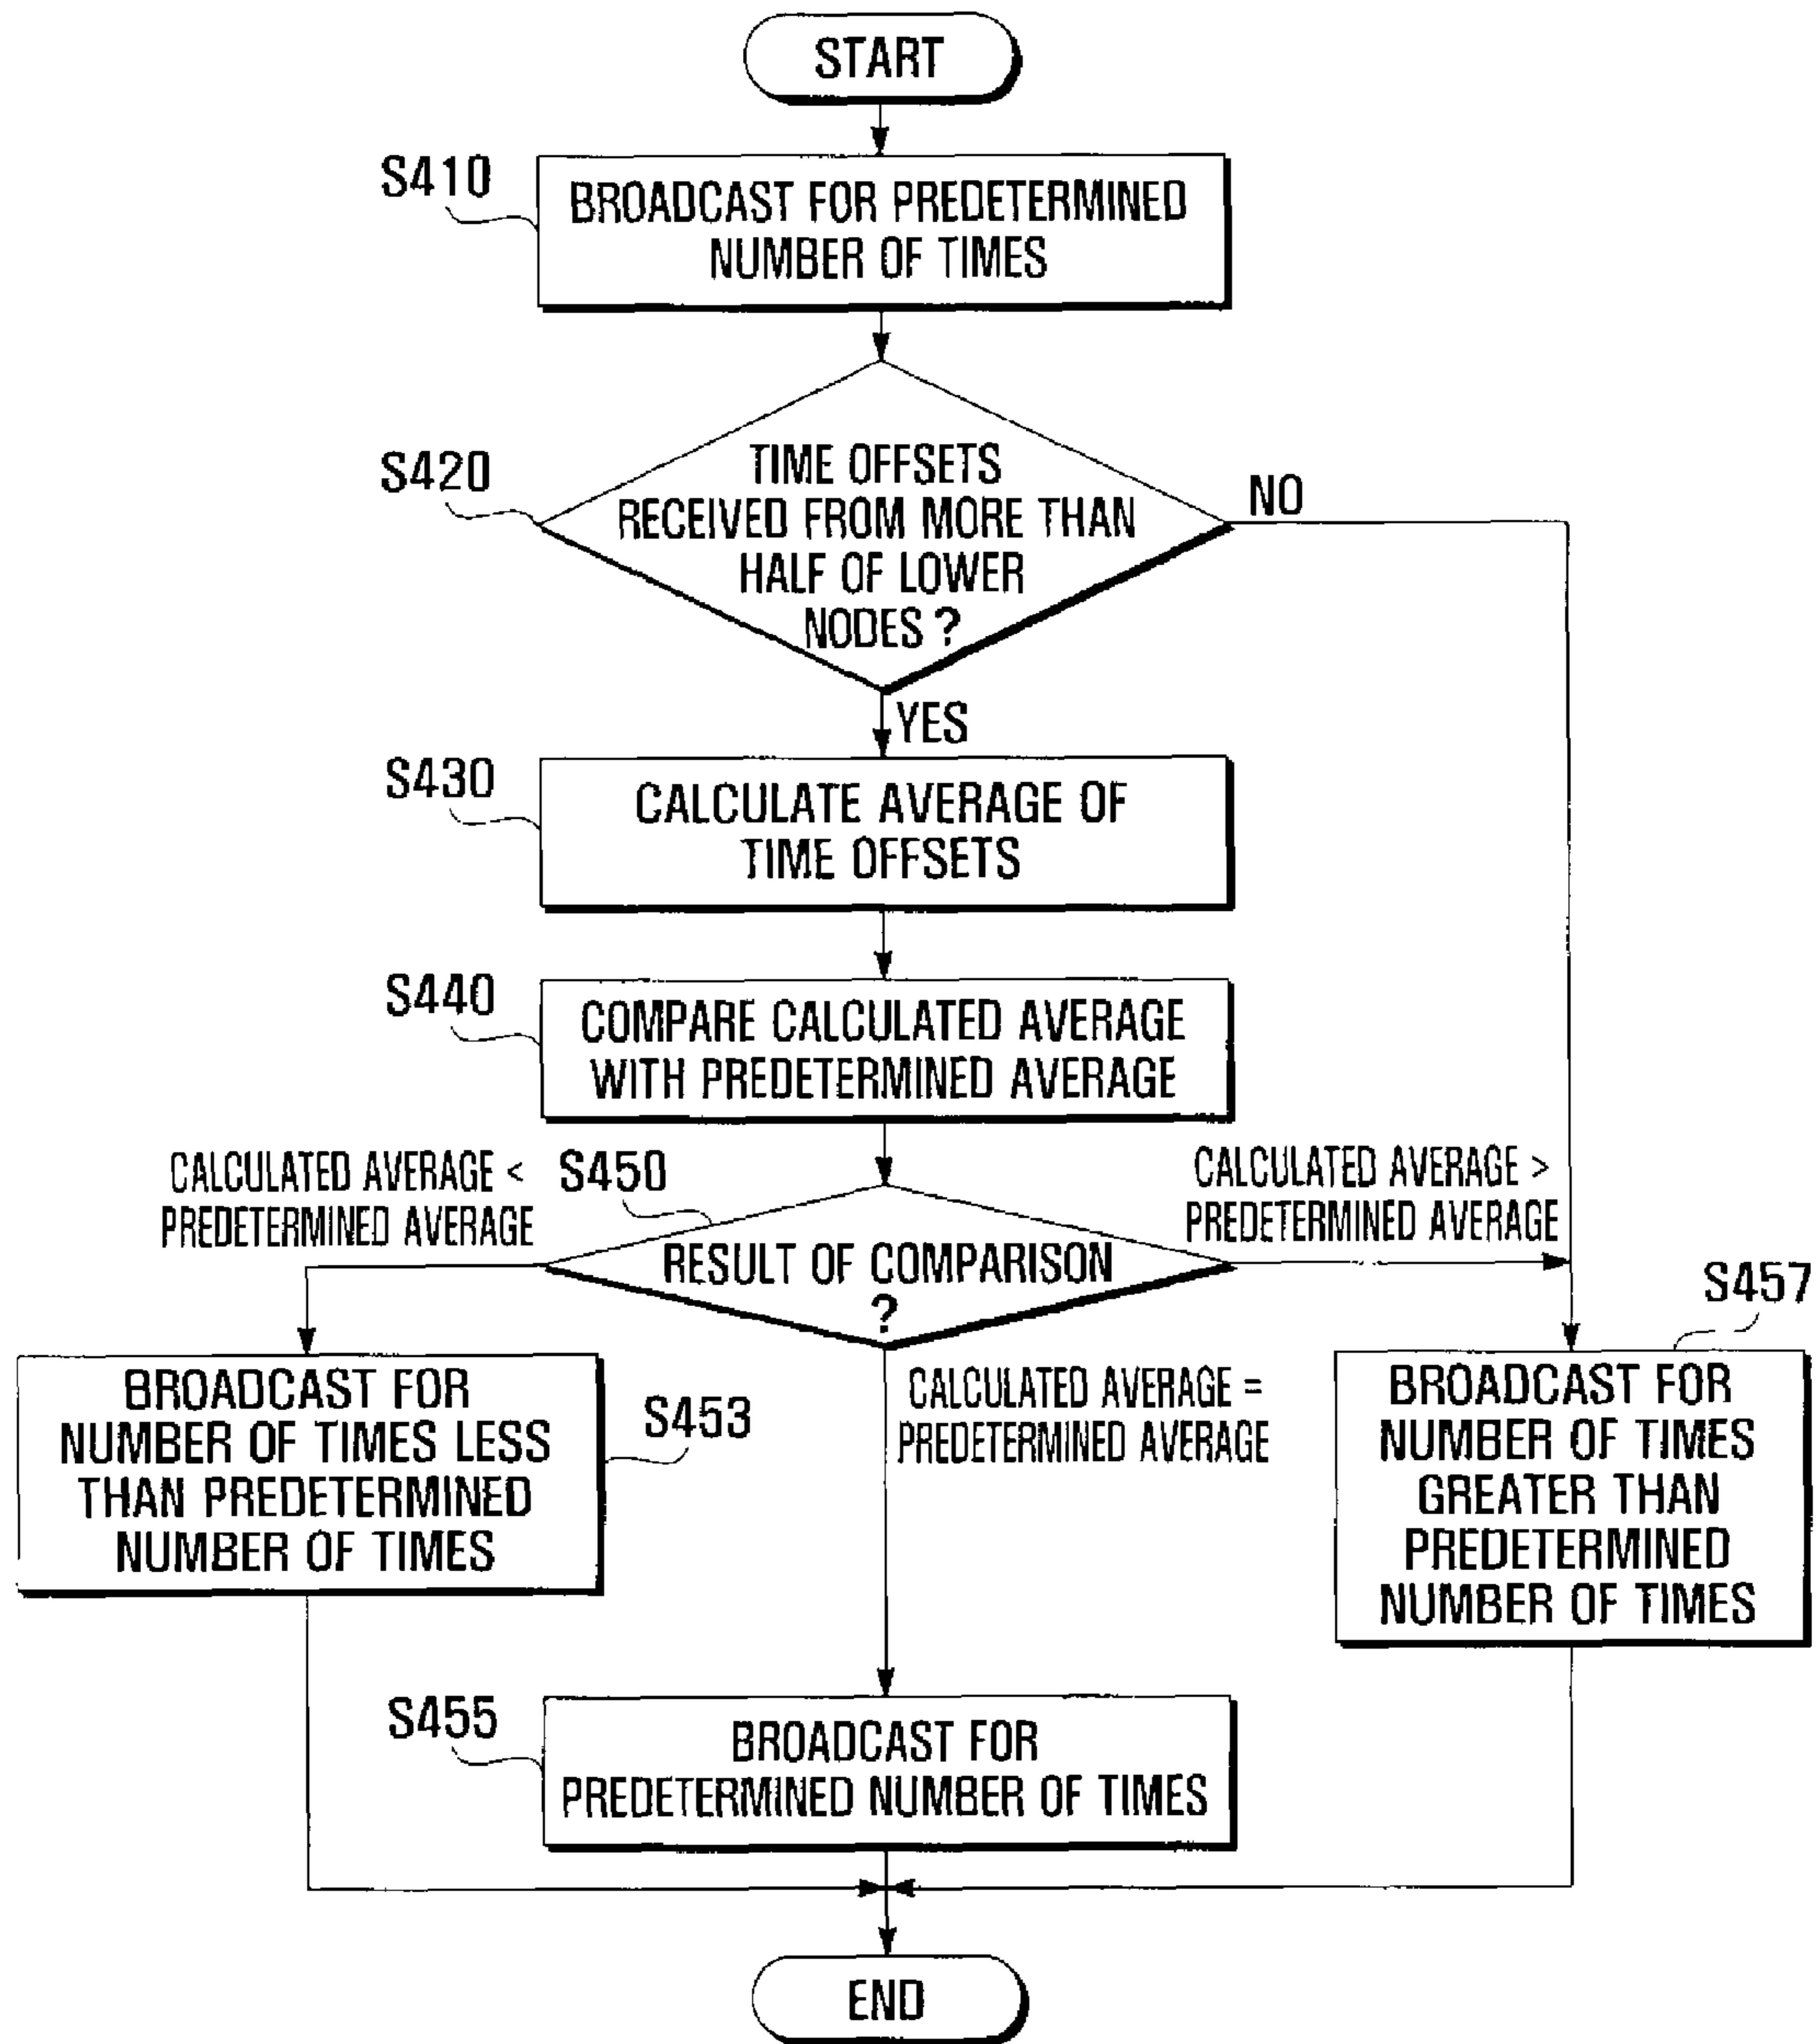 START
S410
BROADCAST FOR PREDETERMINED
NUMBER OF TIMES
S420
TIME OFFSETS
RECEIVED FROM MORE THAN
HALF OF LOWER
NODES ?
NO
YES
S430
CALCULATE AVERAGE OF
TIME OFFSETS
S440
COMPARE CALCULATED AVERAGE
WITH PREDETERMINED AVERAGE
CALCULATED AVERAGE <
PREDETERMINED AVERAGE
S450
CALCULATED AVERAGE >
PREDETERMINED AVERAGE
RESULT OF COMPARISON
?
S457
BROADCAST FOR
NUMBER OF TIMES LESS
THAN PREDETERMINED
NUMBER OF TIMES
S453
CALCULATED AVERAGE =
PREDETERMINED AVERAGE
BROADCAST FOR
NUMBER OF TIMES
GREATER THAN
PREDETERMINED
NUMBER OF TIMES
S455
BROADCAST FOR
PREDETERMINED NUMBER OF TIMES
END